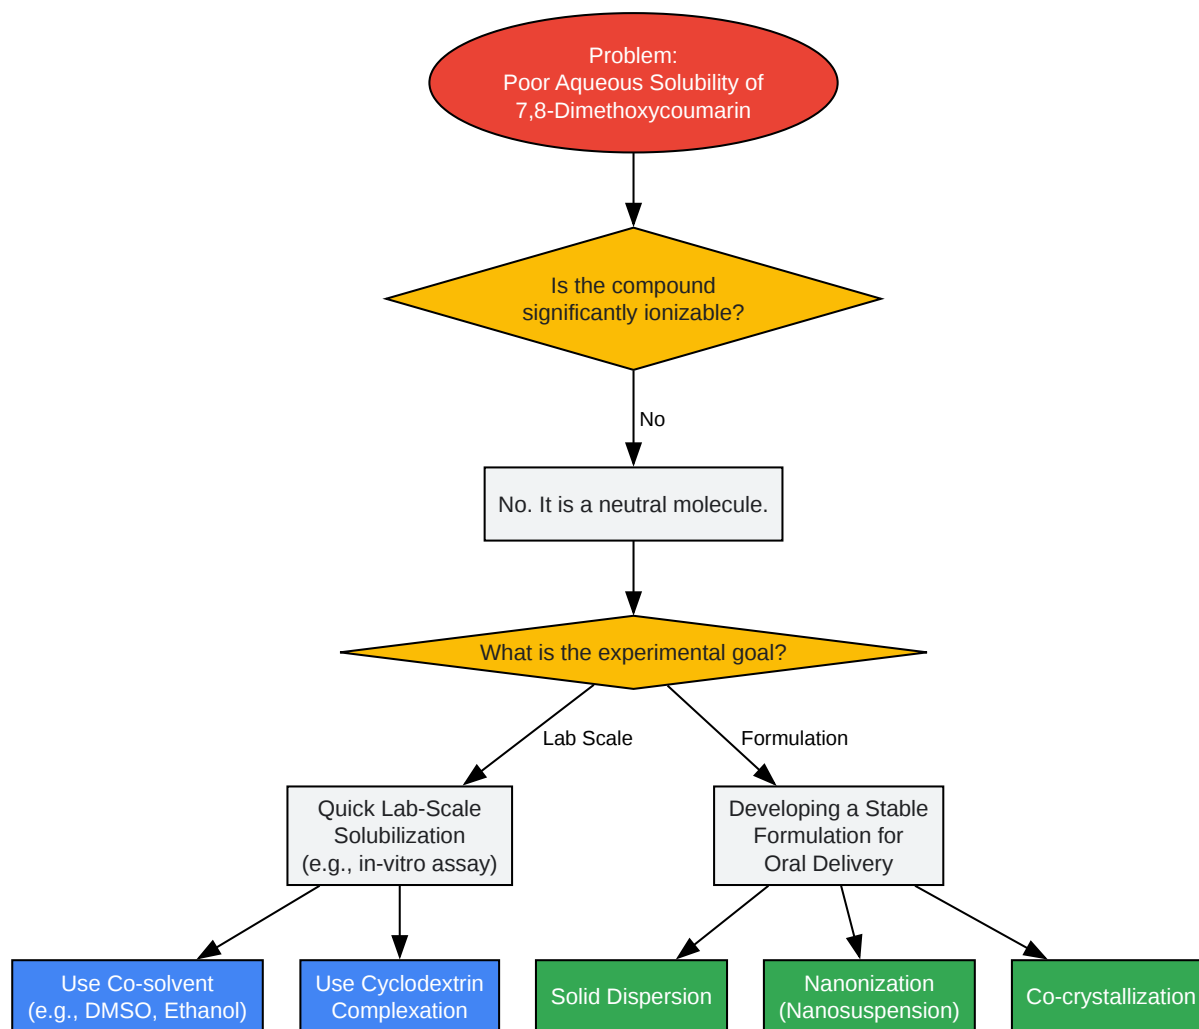 Problem:
Poor Aqueous Solubility of
7,8-Dimethoxycoumarin
Is the compound
significantly ionizable?
No
No. It is a neutral molecule.
What is the experimental goal?
Lab Scale
Formulation
Quick Lab-Scale
Solubilization
(e.g., in-vitro assay)
Developing a Stable
Formulation for
Oral Delivery
Use Co-solvent
(e.g., DMSO, Ethanol)
Use Cyclodextrin
Complexation
Solid Dispersion
Nanonization
(Nanosuspension)
Co-crystallization